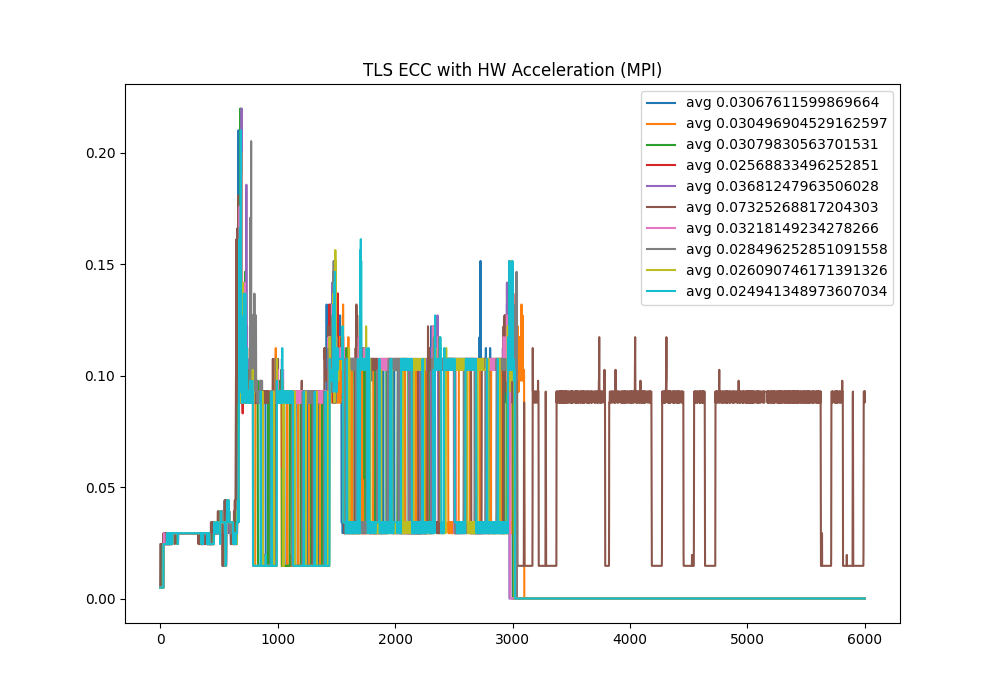 TLS ECC with HW Acceleration (MPI)
avg 0.03067611599869664
avg 0.030496904529162597
avg 0.03079830563701531
avg 0.02568833496252851
avg 0.03681247963506028
avg 0.07325268817204303
avg 0.03218149234278266
avg 0.028496252851091558
avg 0.026090746171391326
avg 0.024941348973607034
0.20
0.15
0.10
0.05
0.00
0 1000 2000 3000 4000 5000 6000